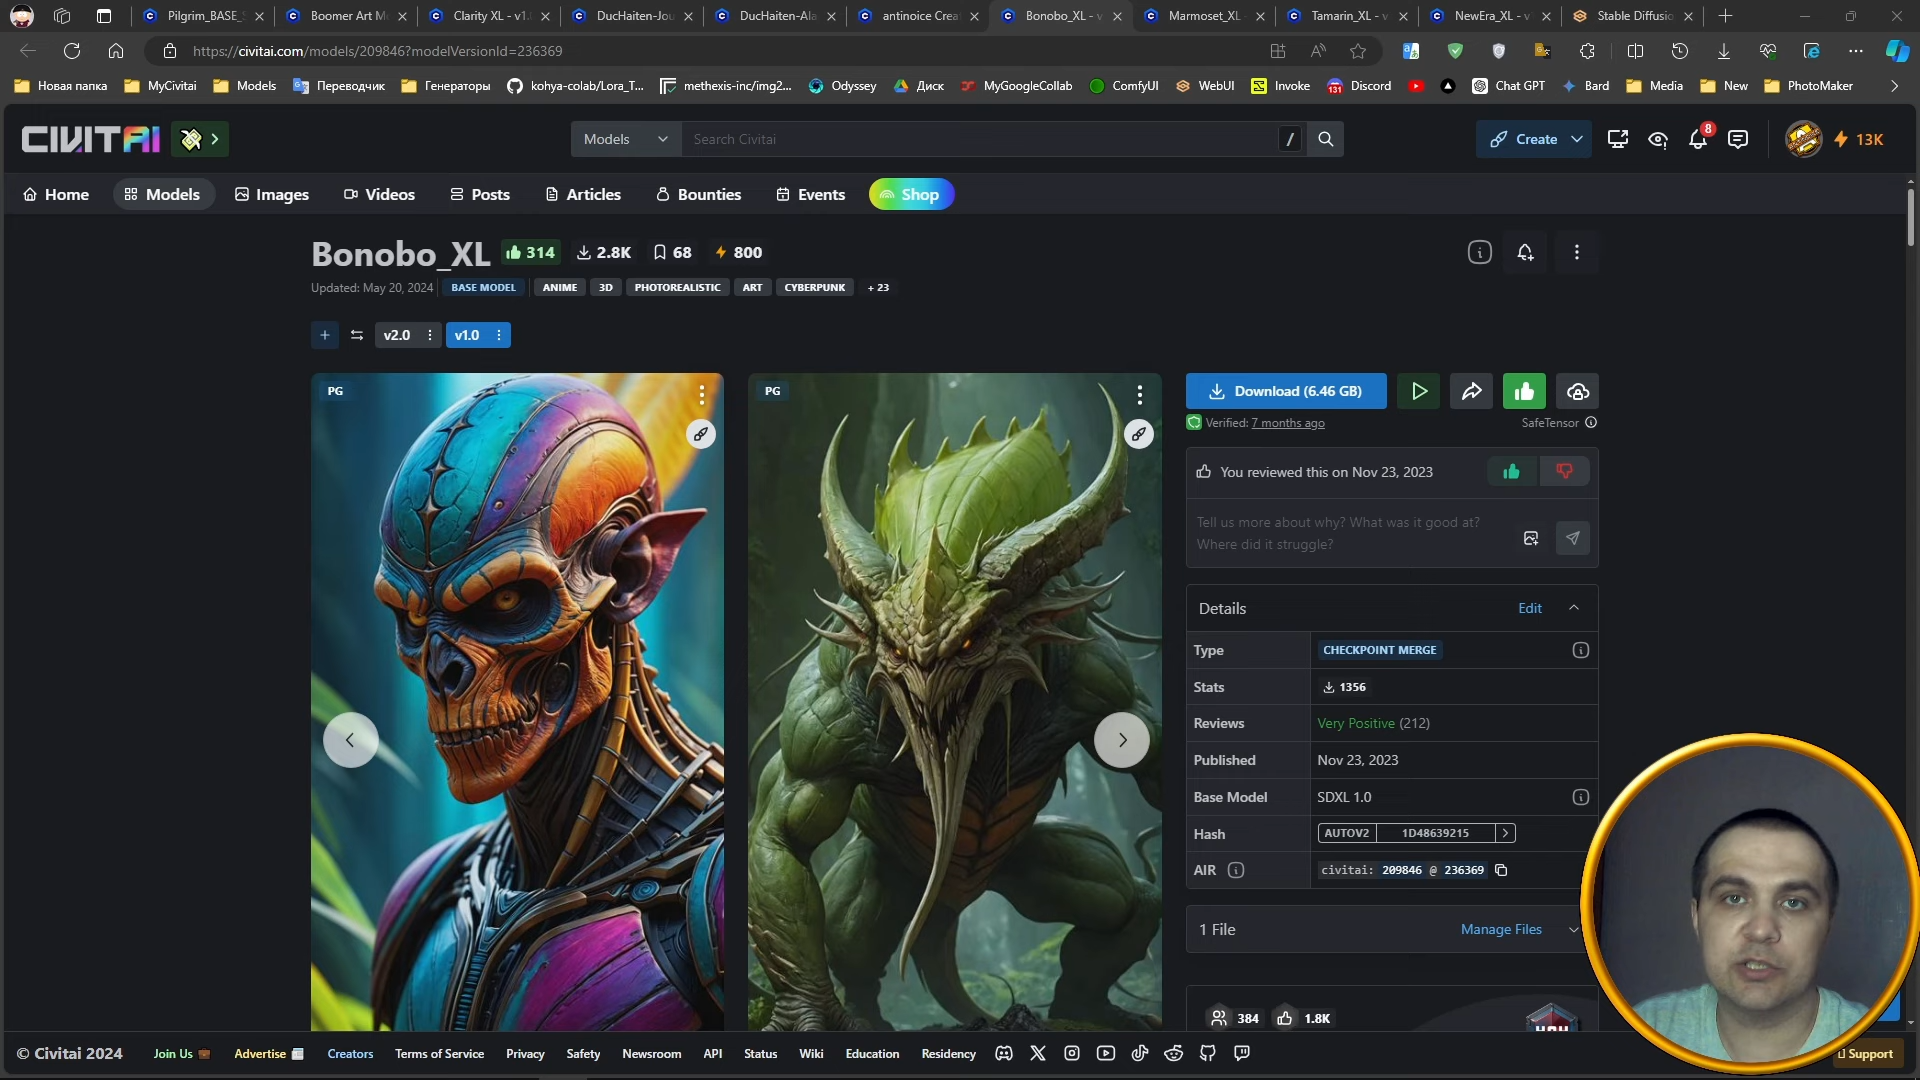 Pilgrim_BASE_S
Boomer Art Mo
Clarity XL - v1.
DucHaiten-Jou
DucHaiten-Ala
antinoice Crea
Bonobo_XL - v
Marmoset_XL -
Tamarin_XL - v
NewEra_XL - v
Stable Diffusio
https://civitai.com/models/209846?modelVersionId=236369
Новая папка
MyCivitai
Models
Переводчик
Генераторы
kohya-colab/Lora_T...
methexis-inc/img2...
Odyssey
Диск
MyGoogleCollab
ComfyUI
WebUI
Invoke
131
Discord
Chat GPT
Bard
Media
New
PhotoMaker
CIVITAI
Models
Search Civitai
/
Create
8
13K
Home
Models
Images
Videos
Posts
Articles
Bounties
Events
Shop
Bonobo_XL
314
2.8K
68
800
Updated: May 20, 2024
BASE MODEL
ANIME
3D
PHOTOREALISTIC
ART
CYBERPUNK
+ 23
v2.0
v1.0
PG
PG
Download (6.46 GB)
Verified: 7 months ago
SafeTensor
You reviewed this on Nov 23, 2023
Tell us more about why? What was it good at?
Where did it struggle?
Details
Edit
Type
CHECKPOINT MERGE
Stats
1356
Reviews
Very Positive (212)
Published
Nov 23, 2023
Base Model
SDXL 1.0
Hash
AUTOV2
1D48639215
AIR
civitai: 209846 @ 236369
1 File
Manage Files
384
1.8K
© Civitai 2024
Join Us
Advertise
Creators
Terms of Service
Privacy
Safety
Newsroom
API
Status
Wiki
Education
Residency
Support